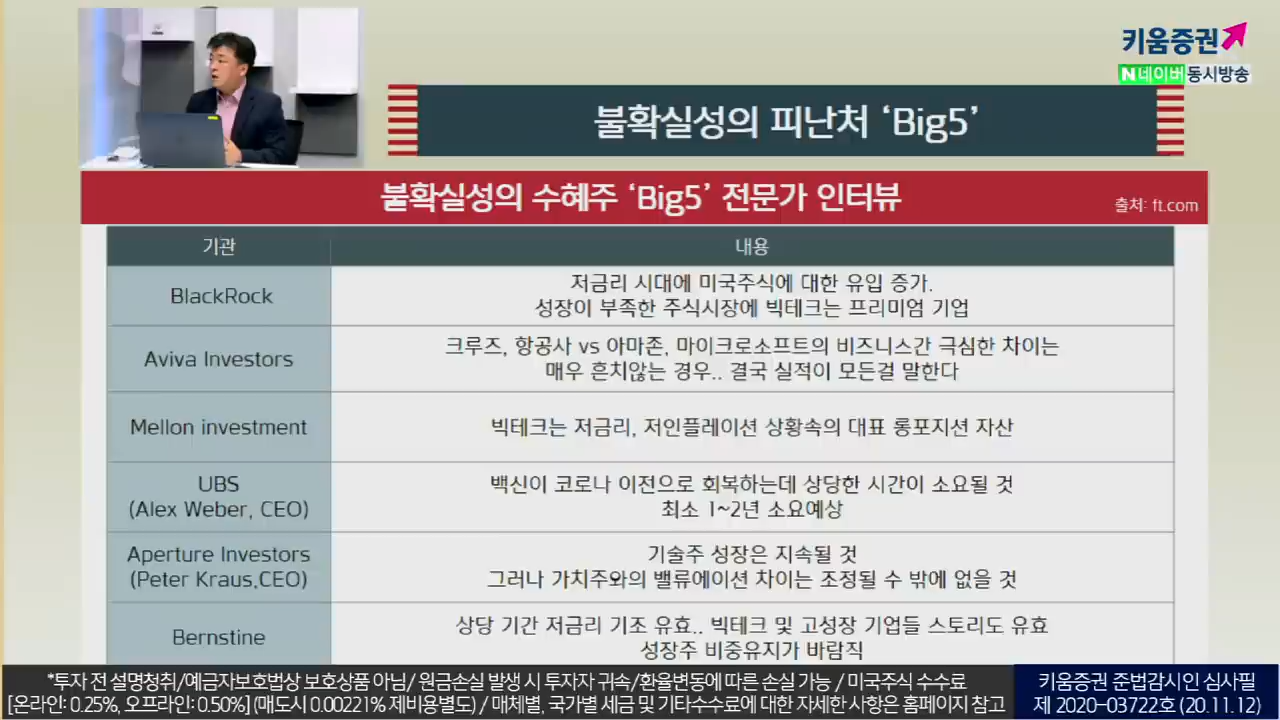 키움증권
N 네이버 동시방송
불확실성의 피난처 ‘Big5’
불확실성의 수혜주 ‘Big5’ 전문가 인터뷰
출처: ft.com
기관
내용
BlackRock
저금리 시대에 미국주식에 대한 유입 증가.
성장이 부족한 주식시장에 빅테크는 프리미엄 기업
Aviva Investors
크루즈, 항공사 vs 아마존, 마이크로소프트의 비즈니스간 극심한 차이는
매우 흔치않는 경우.. 결국 실적이 모든걸 말한다
Mellon investment
빅테크는 저금리, 저인플레이션 상황속의 대표 롱포지션 자산
UBS
(Alex Weber, CEO)
백신이 코로나 이전으로 회복하는데 상당한 시간이 소요될 것
최소 1~2년 소요예상
Aperture Investors
(Peter Kraus,CEO)
기술주 성장은 지속될 것
그러나 가치주와의 밸류에이션 차이는 조정될 수 밖에 없을 것
Bernstine
상당 기간 저금리 기조 유효.. 빅테크 및 고성장 기업들 스토리도 유효
성장주 비중유지가 바람직
*투자 전 설명청취/예금자보호법상 보호상품 아님/ 원금손실 발생 시 투자자 귀속/환율변동에 따른 손실 가능 / 미국주식 수수료
[온라인: 0.25%, 오프라인: 0.50%] (매도시 0.00221% 제비용별도) / 매체별, 국가별 세금 및 기타수수료에 대한 자세한 사항은 홈페이지 참고
키움증권 준법감시인 심사필
제 2020-03722호 (20.11.12)